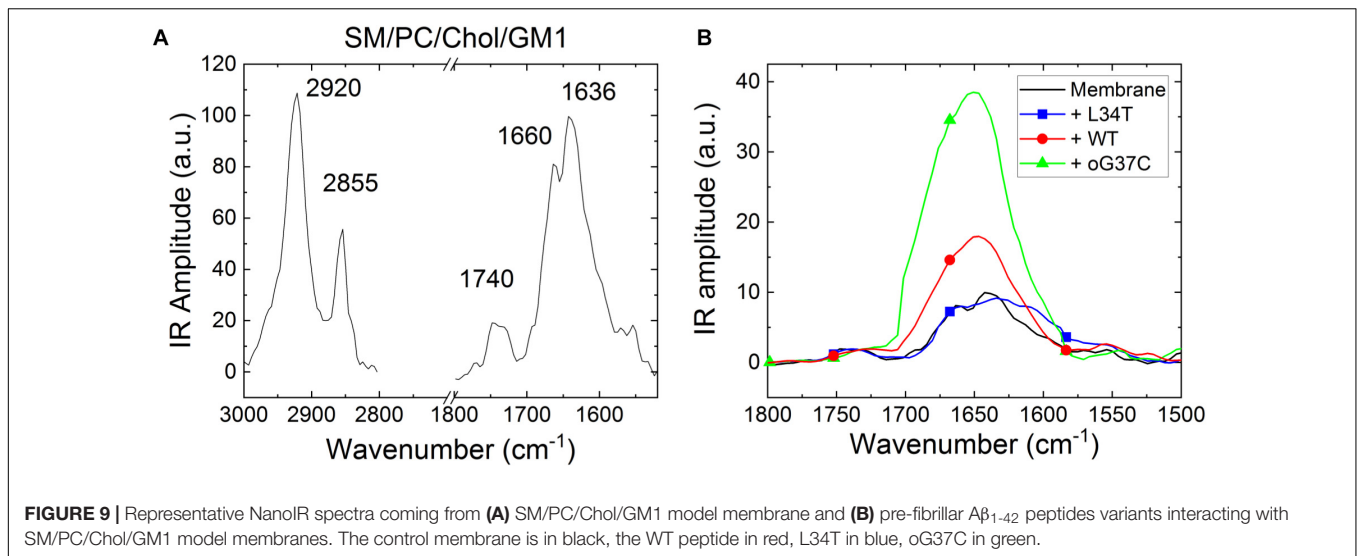 A
SM/PC/Chol/GM1
B
120
100
80
60
40
20
0
IR Amplitude (a.u.)
2920
2855
1740
1660
1636
3000 2900 2800 1800 1700 1600
Wavenumber (cm-1)
40
30
20
10
0
IR amplitude (a.u.)
Membrane
+ L34T
+ WT
+ oG37C
1800 1750 1700 1650 1600 1550 1500
Wavenumber (cm-1)
FIGURE 9 | Representative NanoIR spectra coming from (A) SM/PC/Chol/GM1 model membrane and (B) pre-fibrillar Aβ1-42 peptides variants interacting with
SM/PC/Chol/GM1 model membranes. The control membrane is in black, the WT peptide in red, L34T in blue, oG37C in green.